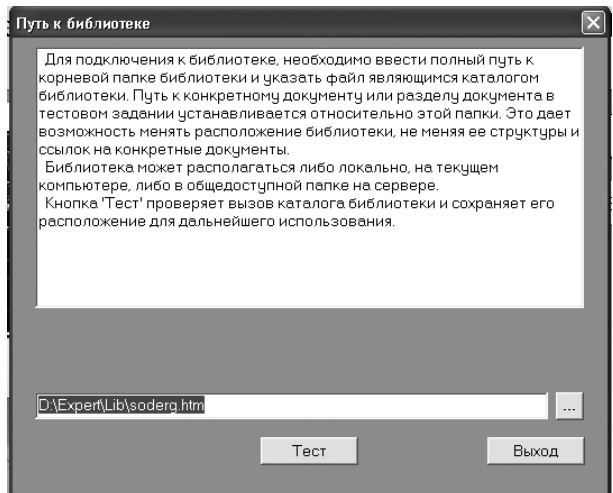 Путь к библиотеке
Для подключения к библиотеке, необходимо ввести полный путь к
корневой папке библиотеки и указать файл являющимся каталогом
библиотеки. Путь к конкретному документу или разделу документа в
тестовом задании устанавливается относительно этой папки. Это дает
возможность менять расположение библиотеки, не меняя ее структуры и
ссылок на конкретные документы.
Библиотека может располагаться либо локально, на текущем
компьютере, либо в общедоступной папке на сервере.
Кнопка 'Тест' проверяет вызов каталога библиотеки и сохраняет его
расположение для дальнейшего использования.
D:\Expert\Lib\soderg.htm
...
Тест
Выход